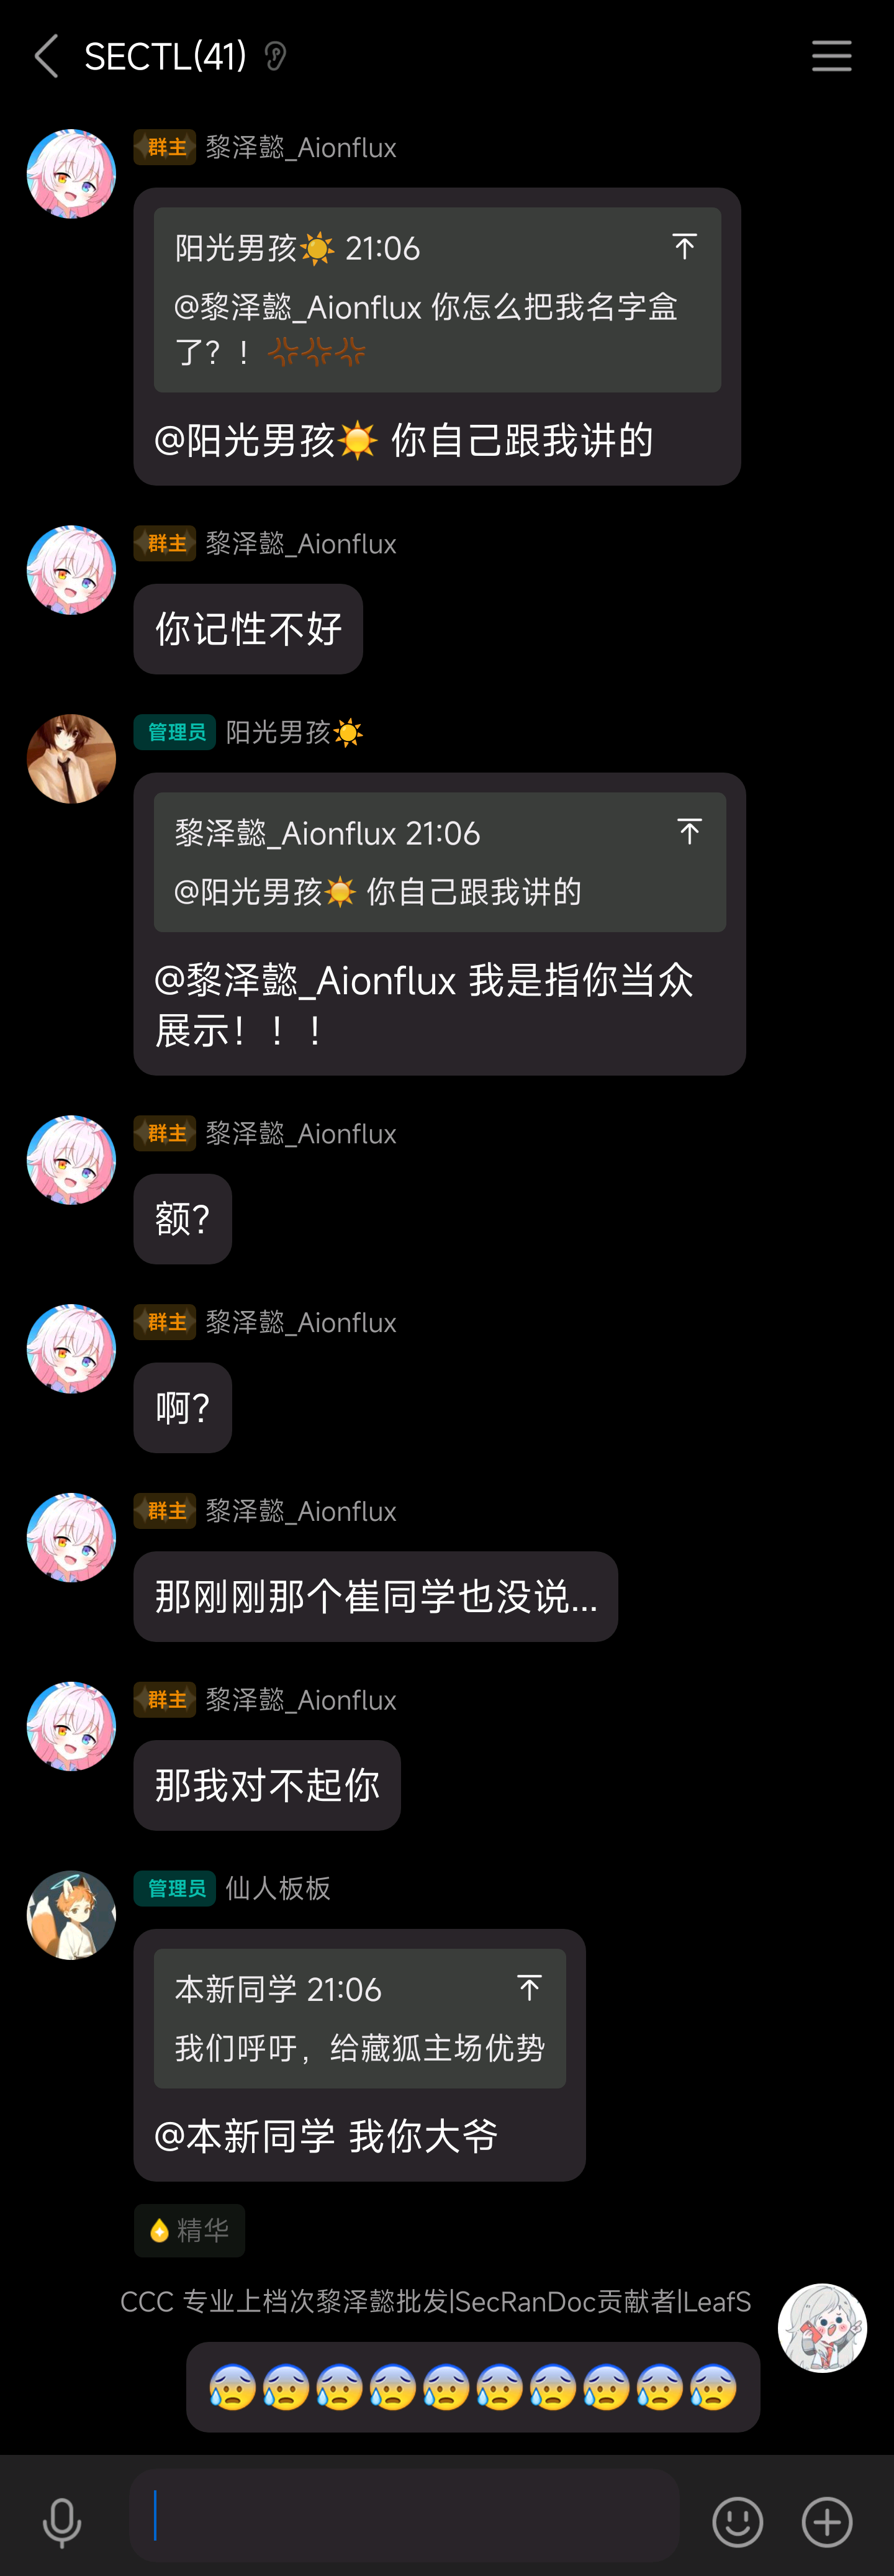 SECTL(41)
群主 黎泽懿_Aionflux
阳光男孩☀️ 21:06
@黎泽懿_Aionflux 你怎么把我名字盒
了？！💢💢💢
@阳光男孩☀️ 你自己跟我讲的
群主 黎泽懿_Aionflux
你记性不好
管理员 阳光男孩☀️
黎泽懿_Aionflux 21:06
@阳光男孩☀️ 你自己跟我讲的
@黎泽懿_Aionflux 我是指你当众
展示！！！
群主 黎泽懿_Aionflux
额？
群主 黎泽懿_Aionflux
啊？
群主 黎泽懿_Aionflux
那刚刚那个崔同学也没说...
群主 黎泽懿_Aionflux
那我对不起你
管理员 仙人板板
本新同学 21:06
我们呼吁，给藏狐主场优势
@本新同学 我你大爷
精华
CCC 专业上档次黎泽懿批发|SecRanDoc贡献者|LeafS
😰😰😰😰😰😰😰😰😰😰